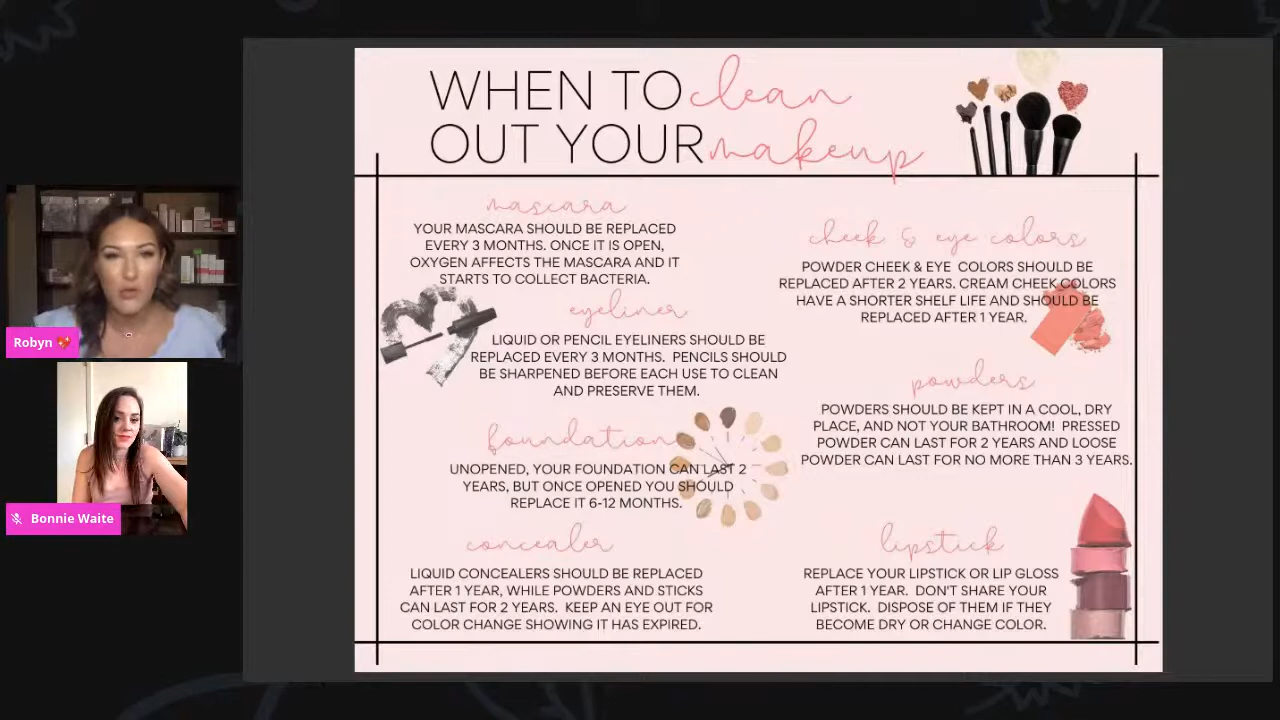 WHEN TO clean
OUT YOUR makeup
mascara
YOUR MASCARA SHOULD BE REPLACED
EVERY 3 MONTHS. ONCE IT IS OPEN,
OXYGEN AFFECTS THE MASCARA AND IT
STARTS TO COLLECT BACTERIA.
eyeliner
LIQUID OR PENCIL EYELINERS SHOULD BE
REPLACED EVERY 3 MONTHS. PENCILS SHOULD
BE SHARPENED BEFORE EACH USE TO CLEAN
AND PRESERVE THEM.
foundation
UNOPENED, YOUR FOUNDATION CAN LAST 2
YEARS, BUT ONCE OPENED YOU SHOULD
REPLACE IT 6-12 MONTHS.
concealer
LIQUID CONCEALERS SHOULD BE REPLACED
AFTER 1 YEAR, WHILE POWDERS AND STICKS
CAN LAST FOR 2 YEARS. KEEP AN EYE OUT FOR
COLOR CHANGE SHOWING IT HAS EXPIRED.
cheek & eye colors
POWDER CHEEK & EYE COLORS SHOULD BE
REPLACED AFTER 2 YEARS. CREAM CHEEK COLORS
HAVE A SHORTER SHELF LIFE AND SHOULD BE
REPLACED AFTER 1 YEAR.
powders
POWDERS SHOULD BE KEPT IN A COOL, DRY
PLACE, AND NOT YOUR BATHROOM! PRESSED
POWDER CAN LAST FOR 2 YEARS AND LOOSE
POWDER CAN LAST FOR NO MORE THAN 3 YEARS.
lipstick
REPLACE YOUR LIPSTICK OR LIP GLOSS
AFTER 1 YEAR. DON'T SHARE YOUR
LIPSTICK. DISPOSE OF THEM IF THEY
BECOME DRY OR CHANGE COLOR.
Robyn 💖
Bonnie Waite